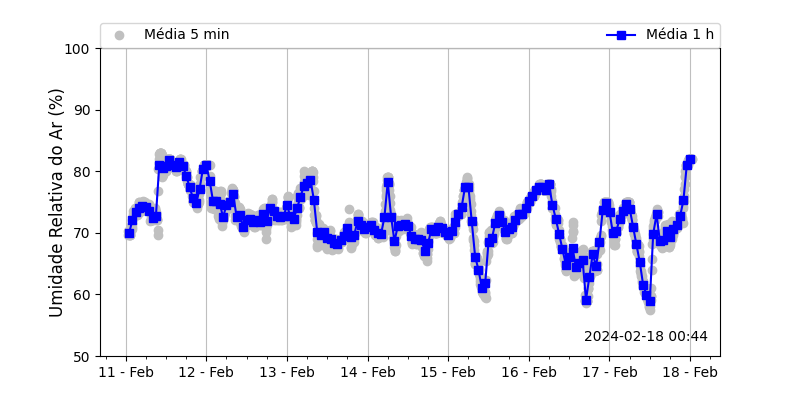 Média 5 min
Média 1 h
Umidade Relativa do Ar (%)
100
90
80
70
60
50
2024-02-18 00:44
11 - Feb
12 - Feb
13 - Feb
14 - Feb
15 - Feb
16 - Feb
17 - Feb
18 - Feb